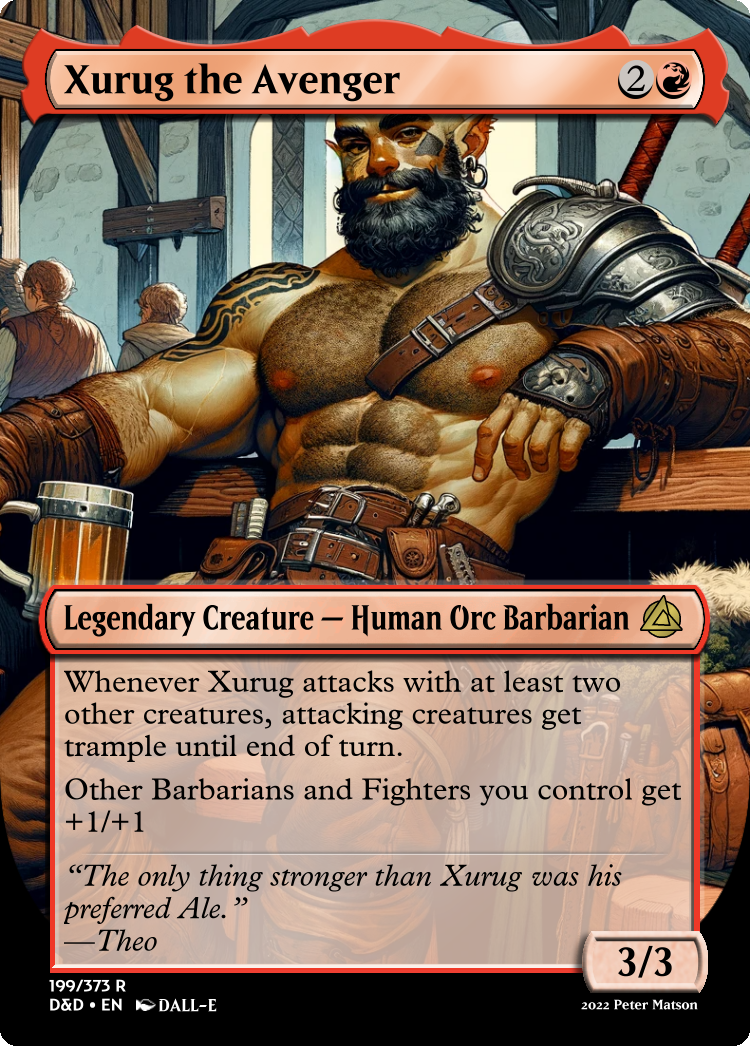 Xurug the Avenger 2
Legendary Creature — Human Orc Barbarian
Whenever Xurug attacks with at least two
other creatures, attacking creatures get
trample until end of turn.
Other Barbarians and Fighters you control get
+1/+1
“The only thing stronger than Xurug was his
preferred Ale.”
—Theo
3/3
199/373 R
D&D • EN DALL-E
2022 Peter Matson